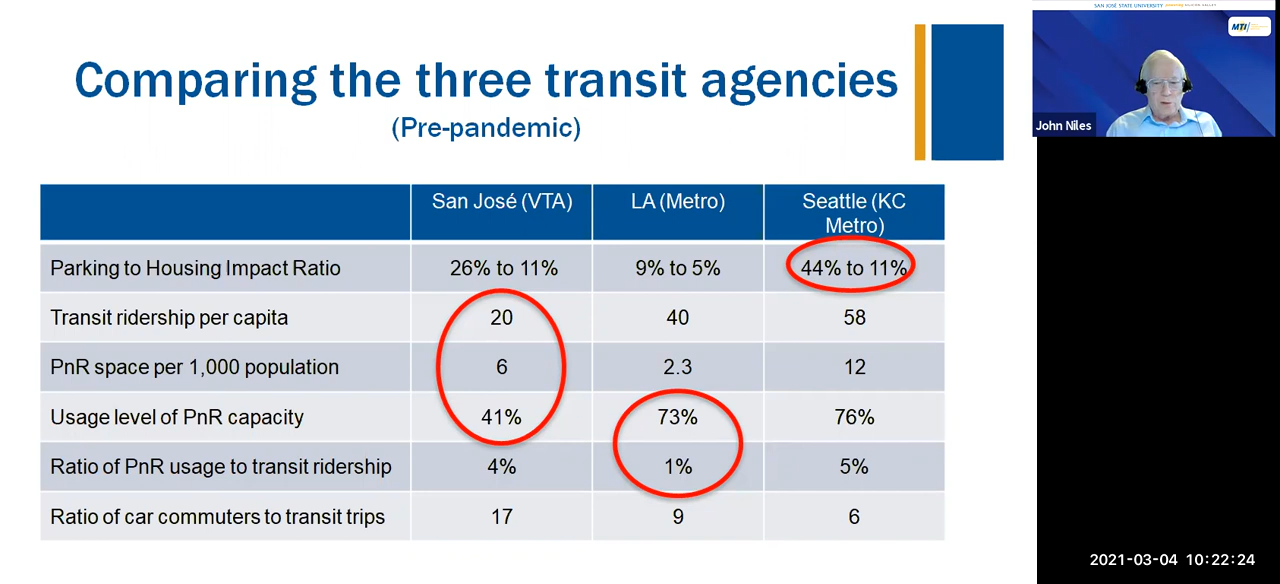 Comparing the three transit agencies
(Pre-pandemic)
San José (VTA) LA (Metro) Seattle (KC
Metro)
Parking to Housing Impact Ratio 26% to 11% 9% to 5% 44% to 11%
Transit ridership per capita 20 40 58
PnR space per 1,000 population 6 2.3 12
Usage level of PnR capacity 41% 73% 76%
Ratio of PnR usage to transit ridership 4% 1% 5%
Ratio of car commuters to transit trips 17 9 6
SAN JOSÉ STATE UNIVERSITY
MTI
John Niles
2021-03-04 10:22:24